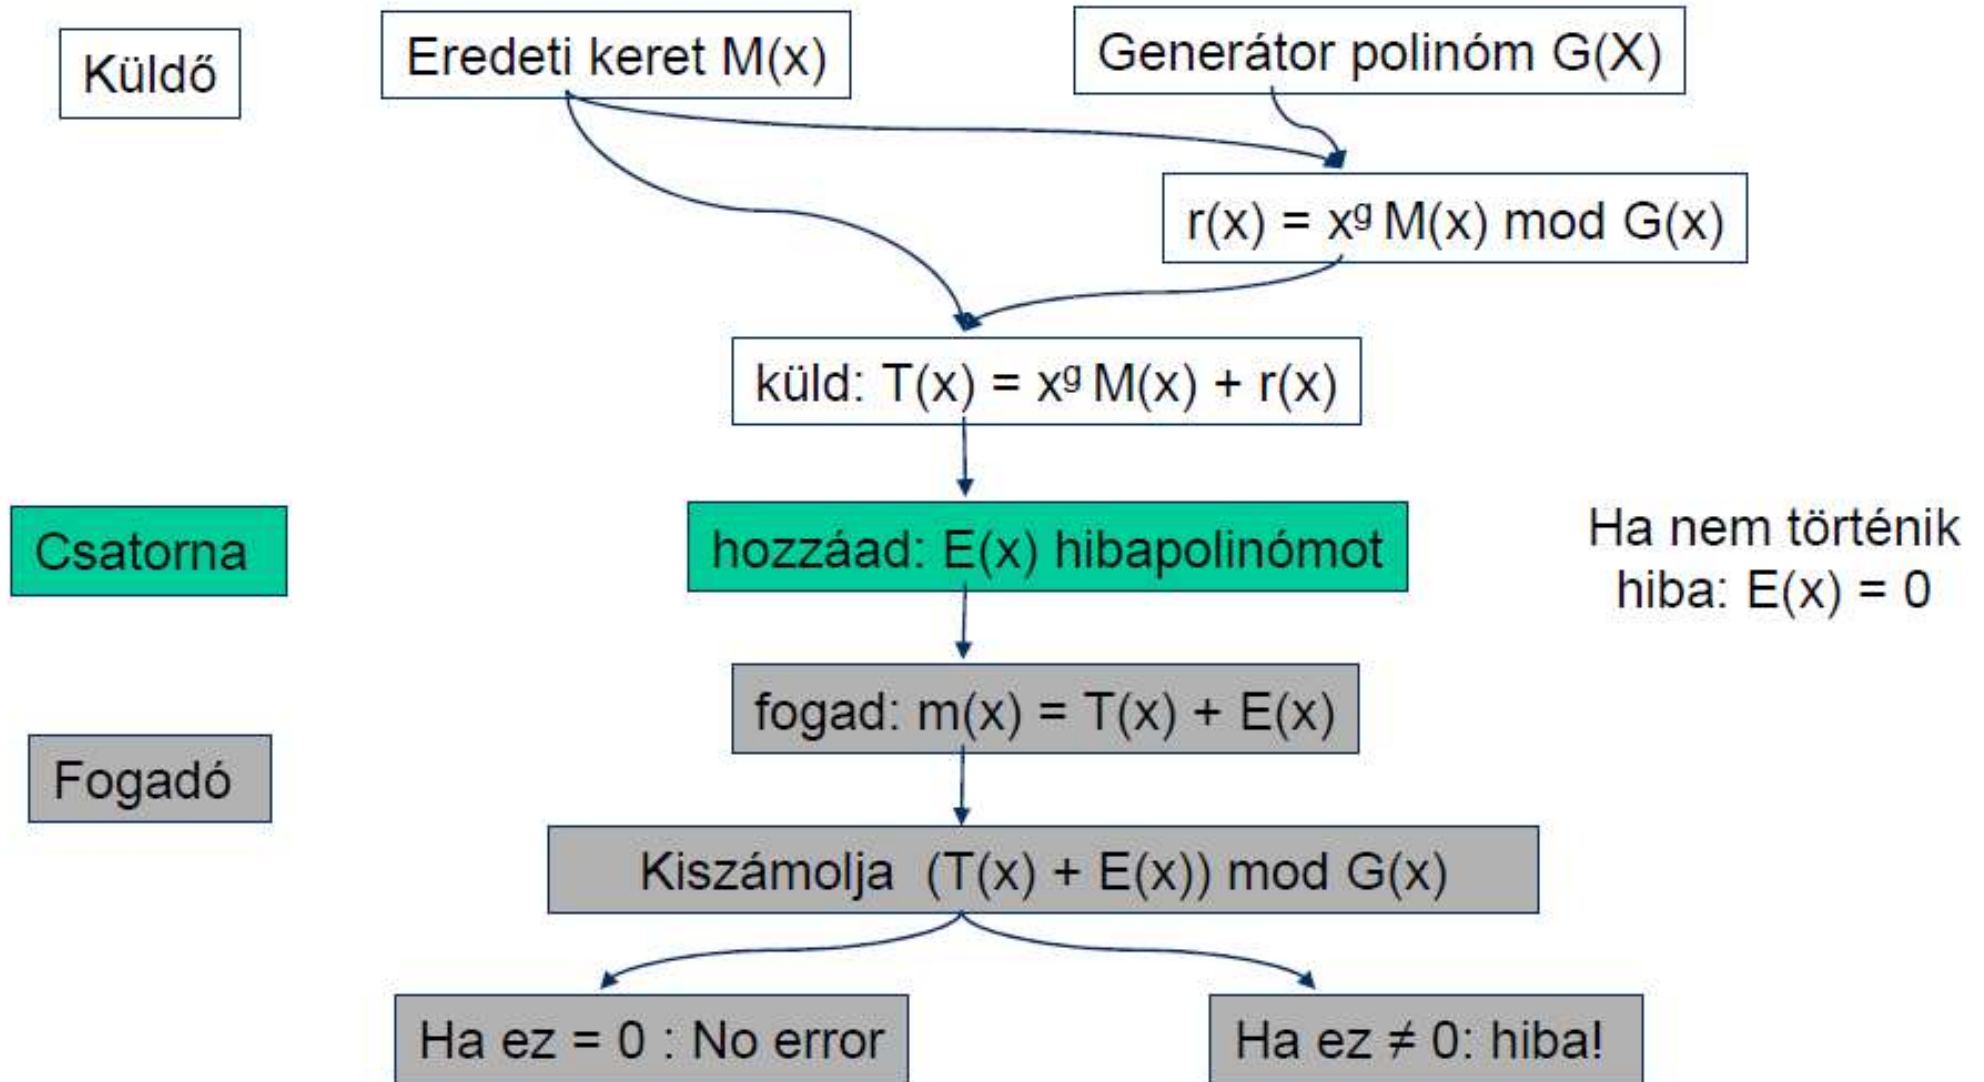 Küldő
Eredeti keret M(x)
Generátor polinóm G(X)
r(x) = xᵍ M(x) mod G(x)
küld: T(x) = xᵍ M(x) + r(x)
Csatorna
hozzáad: E(x) hibapolinómot
Ha nem történik
hiba: E(x) = 0
fogad: m(x) = T(x) + E(x)
Fogadó
Kiszámolja (T(x) + E(x)) mod G(x)
Ha ez = 0 : No error
Ha ez ≠ 0: hiba!